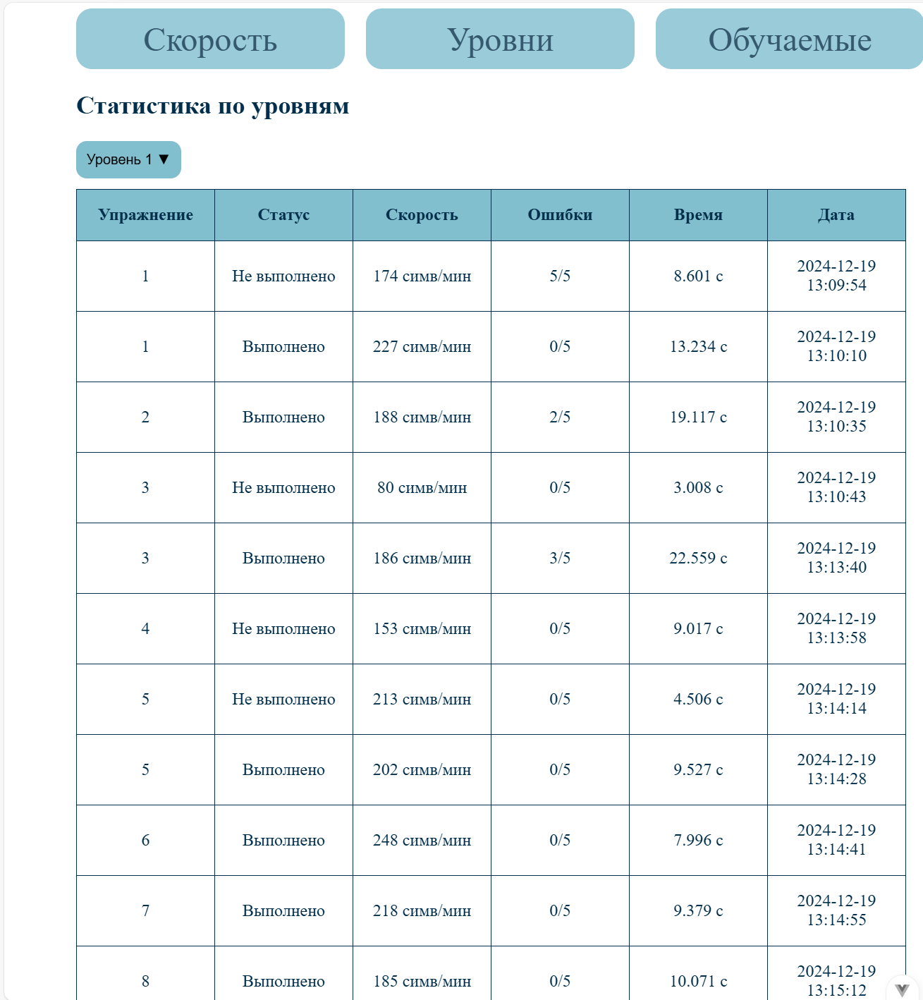 Скорость Уровни Обучаемые
Статистика по уровням
Уровень 1 ▼
Упражнение Статус Скорость Ошибки Время Дата
1 Не выполнено 174 симв/мин 5/5 8.601 с 2024-12-19
13:09:54
1 Выполнено 227 симв/мин 0/5 13.234 с 2024-12-19
13:10:10
2 Выполнено 188 симв/мин 2/5 19.117 с 2024-12-19
13:10:35
3 Не выполнено 80 симв/мин 0/5 3.008 с 2024-12-19
13:10:43
3 Выполнено 186 симв/мин 3/5 22.559 с 2024-12-19
13:13:40
4 Не выполнено 153 симв/мин 0/5 9.017 с 2024-12-19
13:13:58
5 Не выполнено 213 симв/мин 0/5 4.506 с 2024-12-19
13:14:14
5 Выполнено 202 симв/мин 0/5 9.527 с 2024-12-19
13:14:28
6 Выполнено 248 симв/мин 0/5 7.996 с 2024-12-19
13:14:41
7 Выполнено 218 симв/мин 0/5 9.379 с 2024-12-19
13:14:55
8 Выполнено 185 симв/мин 0/5 10.071 с 2024-12-19
13:15:12